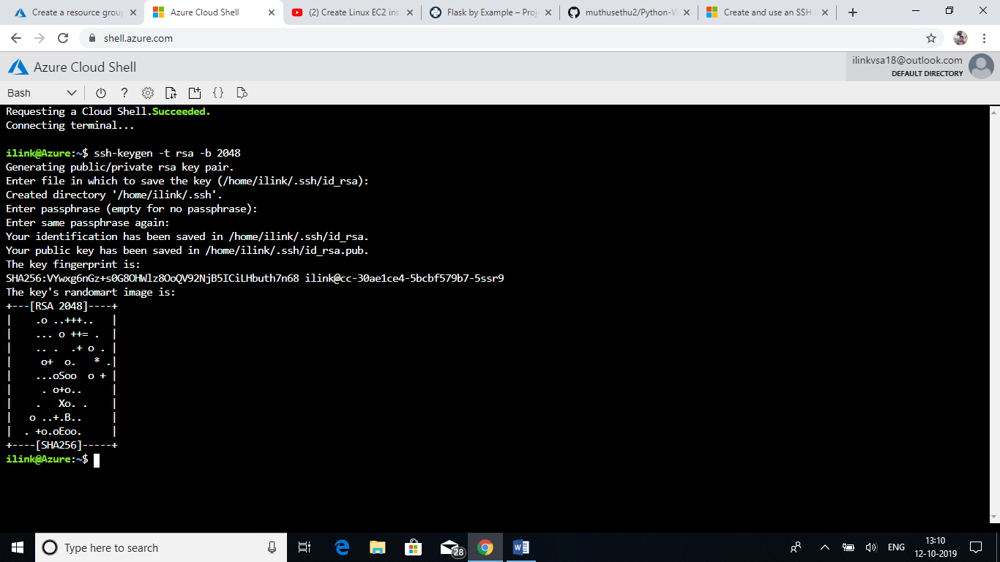 Create a resource group
Azure Cloud Shell
(2) Create Linux EC2 ins
Flask by Example – Proj
muthusethu2/Python-W
Create and use an SSH
shell.azure.com
Azure Cloud Shell
ilinkvsa18@outlook.com
DEFAULT DIRECTORY
Bash
Requesting a Cloud Shell.Succeeded.
Connecting terminal...
ilink@Azure:~$ ssh-keygen -t rsa -b 2048
Generating public/private rsa key pair.
Enter file in which to save the key (/home/ilink/.ssh/id_rsa):
Created directory '/home/ilink/.ssh'.
Enter passphrase (empty for no passphrase):
Enter same passphrase again:
Your identification has been saved in /home/ilink/.ssh/id_rsa.
Your public key has been saved in /home/ilink/.ssh/id_rsa.pub.
The key fingerprint is:
SHA256:VYwxg6nGz+s0G8OHWlz8OoQV92NjB5ICiLHbuth7n68 ilink@cc-30ae1ce4-5bcbf579b7-5ssr9
The key's randomart image is:
+---[RSA 2048]----+
|    .o ..+++..   |
|    ... o ++= .  |
|    .. .  .+ o . |
|     o+  o.   * .|
|    ...oSoo  o + |
|     . o+o..     |
|    .   Xo. .    |
|   o ..+.B..     |
|  . +o.oEoo.     |
+----[SHA256]-----+
ilink@Azure:~$
Type here to search
28
ENG
13:10
12-10-2019